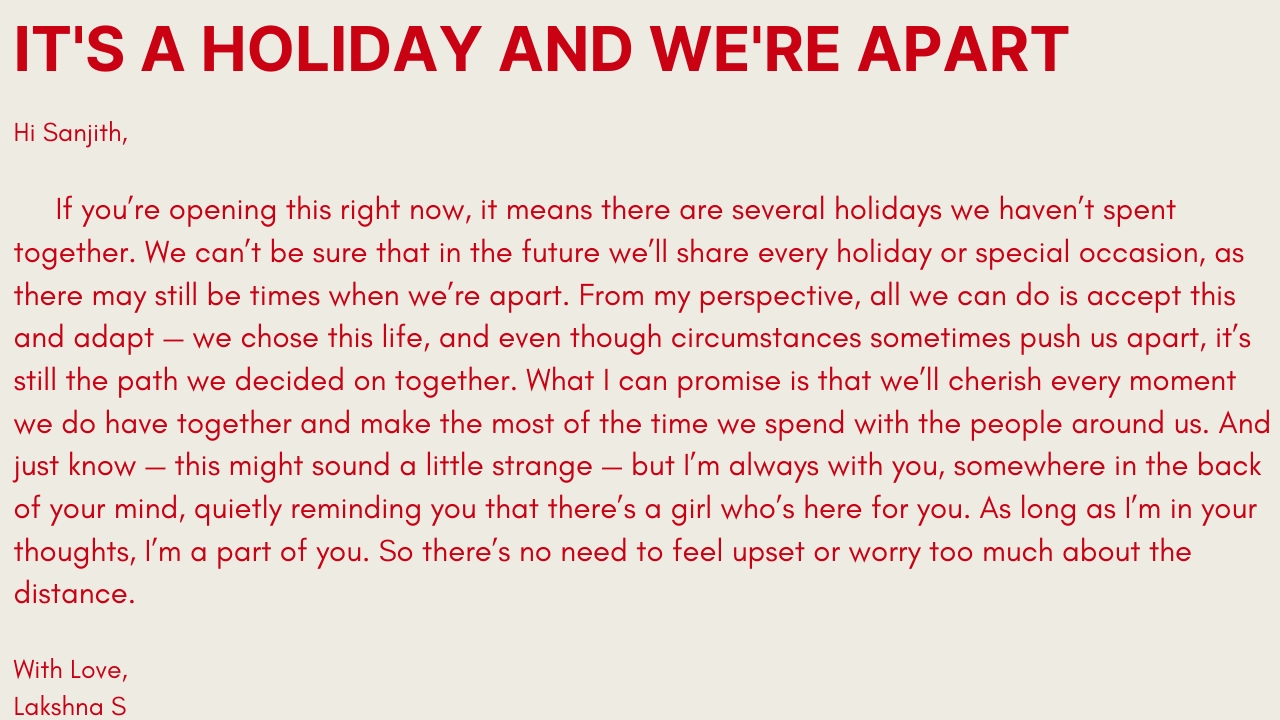 IT'S A HOLIDAY AND WE'RE APART
Hi Sanjith,
If you’re opening this right now, it means there are several holidays we haven’t spent
together. We can’t be sure that in the future we’ll share every holiday or special occasion, as
there may still be times when we’re apart. From my perspective, all we can do is accept this
and adapt — we chose this life, and even though circumstances sometimes push us apart, it’s
still the path we decided on together. What I can promise is that we’ll cherish every moment
we do have together and make the most of the time we spend with the people around us. And
just know — this might sound a little strange — but I’m always with you, somewhere in the back
of your mind, quietly reminding you that there’s a girl who’s here for you. As long as I’m in your
thoughts, I’m a part of you. So there’s no need to feel upset or worry too much about the
distance.
With Love,
Lakshna S